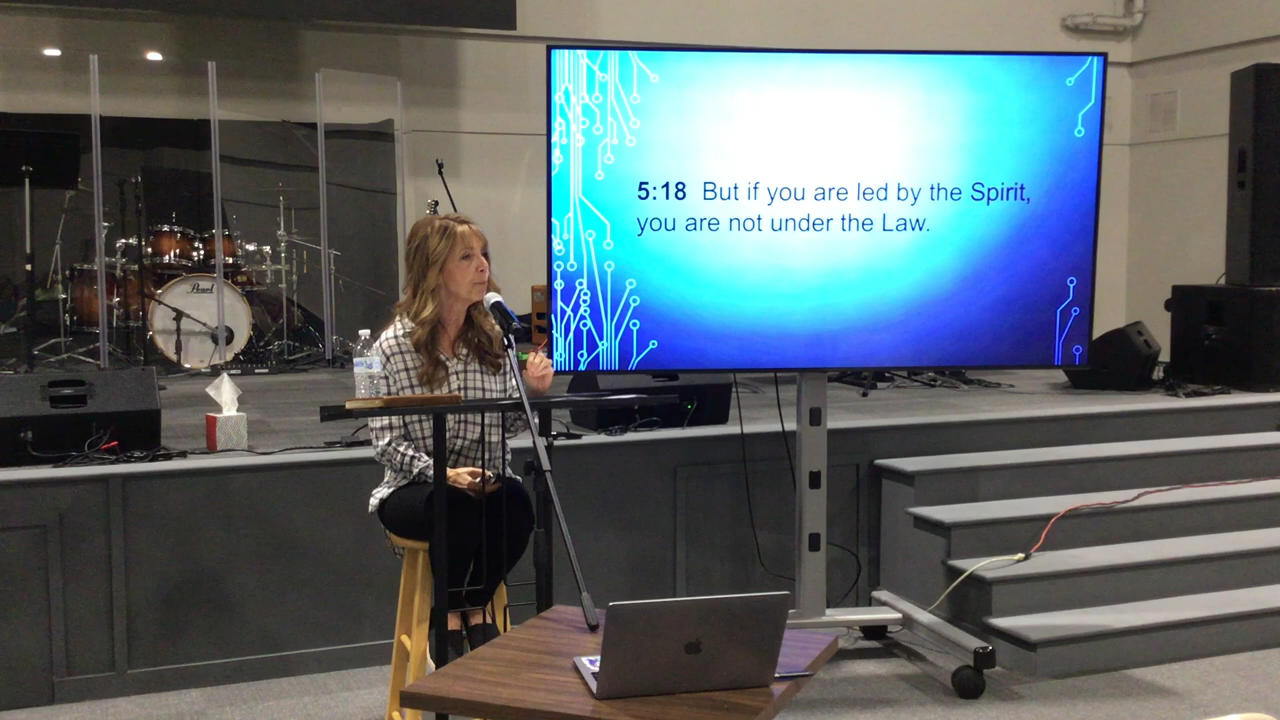 5:18 But if you are led by the Spirit,
you are not under the Law.
Pearl